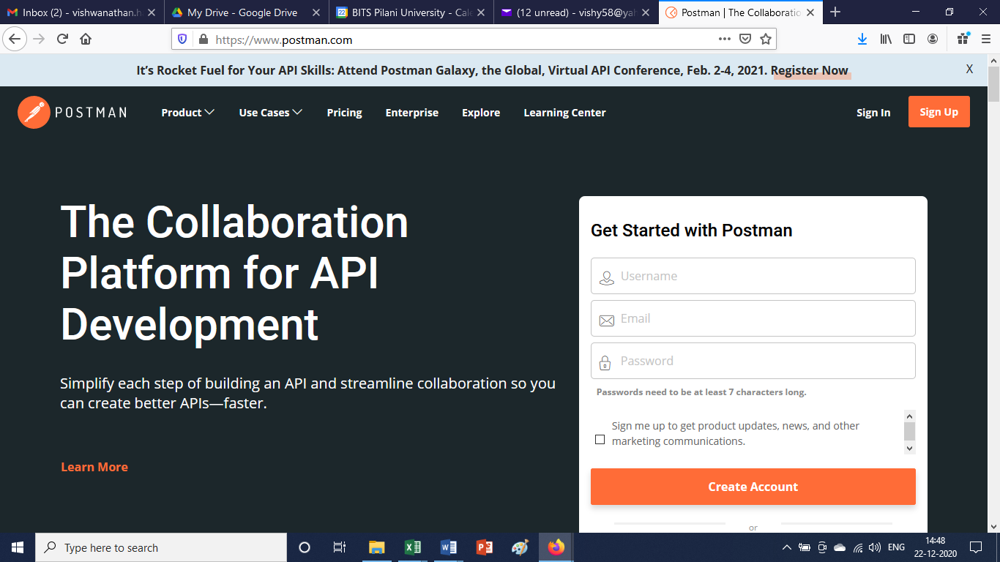 Inbox (2) - vishwanathan.h
My Drive - Google Drive
BITS Pilani University - Cale
(12 unread) - vishy58@yah
Postman | The Collaboratio
https://www.postman.com
It’s Rocket Fuel for Your API Skills: Attend Postman Galaxy, the Global, Virtual API Conference, Feb. 2-4, 2021. Register Now
X
POSTMAN
Product
Use Cases
Pricing
Enterprise
Explore
Learning Center
Sign In
Sign Up
The Collaboration
Platform for API
Development
Simplify each step of building an API and streamline collaboration so you
can create better APIs—faster.
Learn More
Get Started with Postman
Username
Email
Password
Passwords need to be at least 7 characters long.
Sign me up to get product updates, news, and other
marketing communications.
Create Account
or
Type here to search
ENG
14:48
22-12-2020